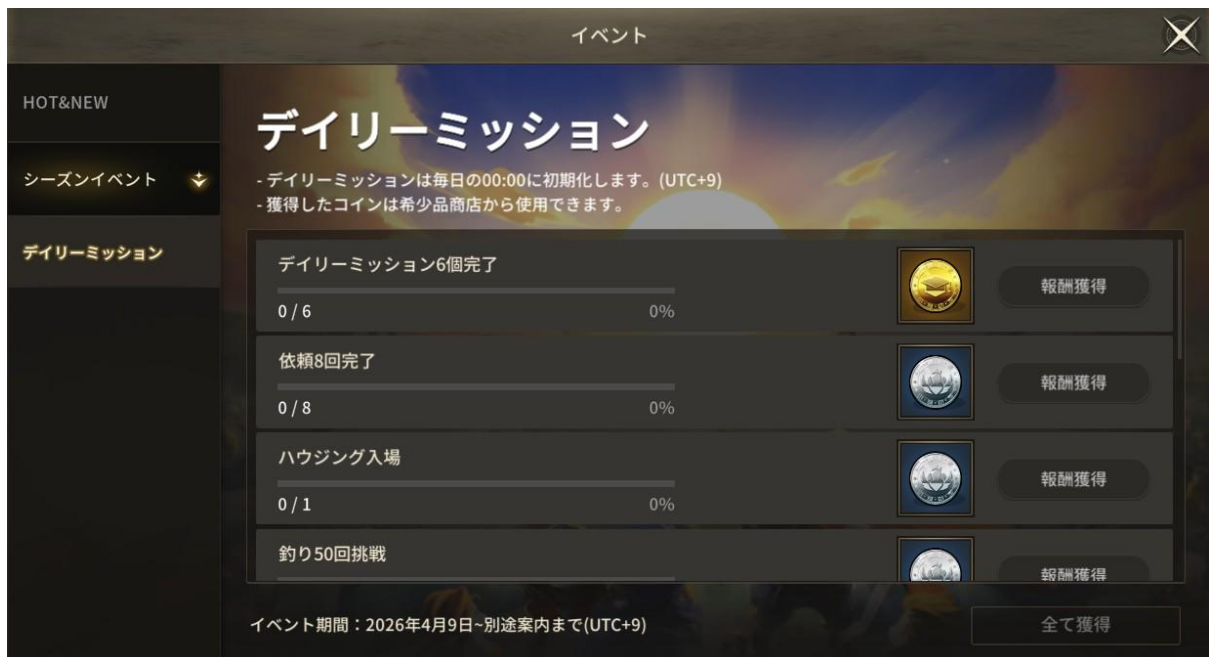 イベント
HOT&NEW
シーズンイベント
デイリーミッション
デイリーミッション
- デイリーミッションは毎日の00:00に初期化します。(UTC+9)
- 獲得したコインは希少品商店から使用できます。
デイリーミッション6個完了
0 / 6
0%
報酬獲得
依頼8回完了
0 / 8
0%
報酬獲得
ハウジング入場
0 / 1
0%
報酬獲得
釣り50回挑戦
報酬獲得
イベント期間：2026年4月9日~別途案内まで(UTC+9)
全て獲得